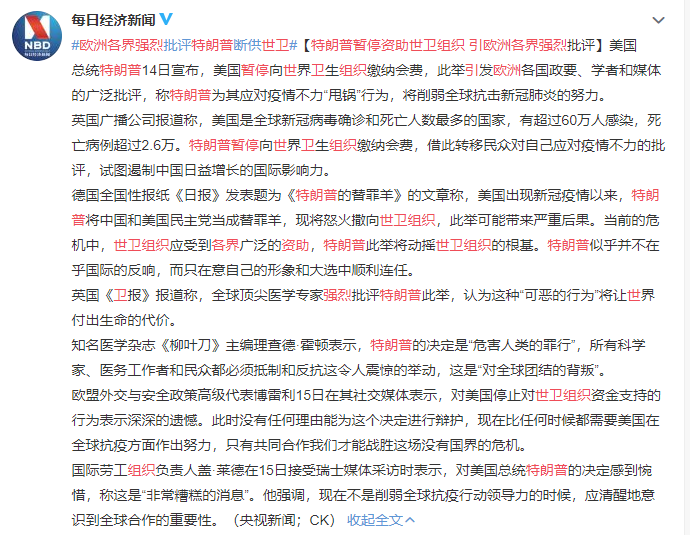 每日经济新闻
NBD
#欧洲各界强烈批评特朗普断供世卫#【特朗普暂停资助世卫组织 引欧洲各界强烈批评】美国
总统特朗普14日宣布，美国暂停向世界卫生组织缴纳会费，此举引发欧洲各国政要、学者和媒体
的广泛批评，称特朗普为其应对疫情不力“甩锅”行为，将削弱全球抗击新冠肺炎的努力。
英国广播公司报道称，美国是全球新冠病毒确诊和死亡人数最多的国家，有超过60万人感染，死
亡病例超过2.6万。特朗普暂停向世界卫生组织缴纳会费，借此转移民众对自己应对疫情不力的批
评，试图遏制中国日益增长的国际影响力。
德国全国性报纸《日报》发表题为《特朗普的替罪羊》的文章称，美国出现新冠疫情以来，特朗
普将中国和美国民主党当成替罪羊，现将怒火撒向世卫组织，此举可能带来严重后果。当前的危
机中，世卫组织应受到各界广泛的资助，特朗普此举将动摇世卫组织的根基。特朗普似乎并不在
乎国际的反响，而只在意自己的形象和大选中顺利连任。
英国《卫报》报道称，全球顶尖医学专家强烈批评特朗普此举，认为这种“可恶的行为”将让世界
付出生命的代价。
知名医学杂志《柳叶刀》主编理查德·霍顿表示，特朗普的决定是“危害人类的罪行”，所有科学
家、医务工作者和民众都必须抵制和反抗这令人震惊的举动，这是“对全球团结的背叛”。
欧盟外交与安全政策高级代表博雷利15日在其社交媒体表示，对美国停止对世卫组织资金支持的
行为表示深深的遗憾。此时没有任何理由能为这个决定进行辩护，现在比任何时候都需要美国在
全球抗疫方面作出努力，只有共同合作我们才能战胜这场没有国界的危机。
国际劳工组织负责人盖·莱德在15日接受瑞士媒体采访时表示，对美国总统特朗普的决定感到惋
惜，称这是“非常糟糕的消息”。他强调，现在不是削弱全球抗疫行动领导力的时候，应清醒地意
识到全球合作的重要性。（央视新闻；CK） 收起全文